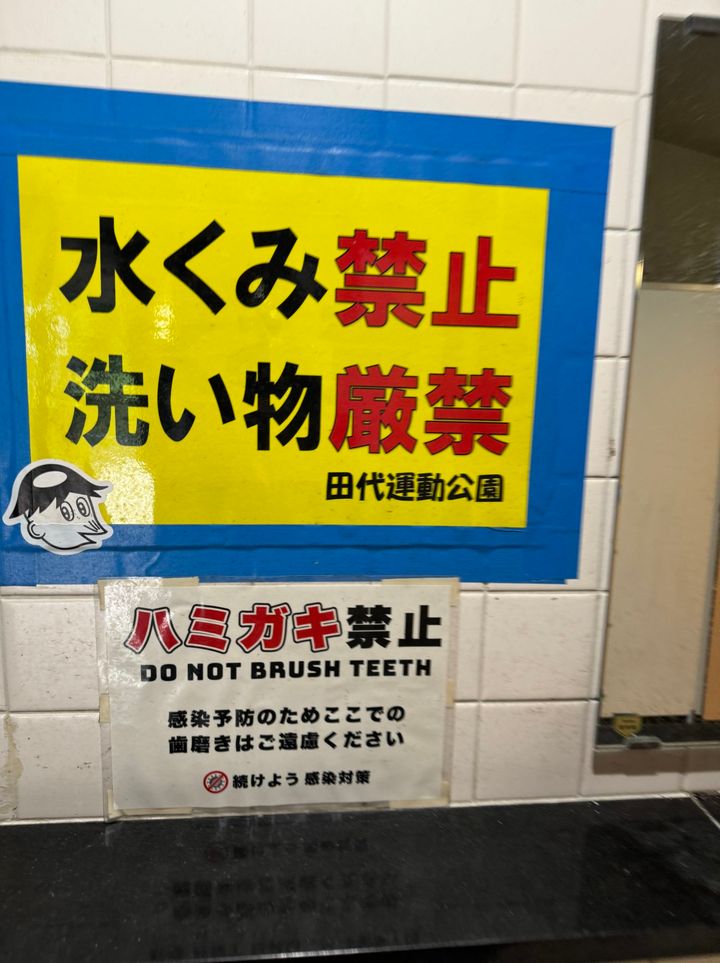 水くみ禁止
洗い物厳禁
田代運動公園
ハミガキ禁止
DO NOT BRUSH TEETH
感染予防のためここでの
歯磨きはご遠慮ください
続けよう 感染対策